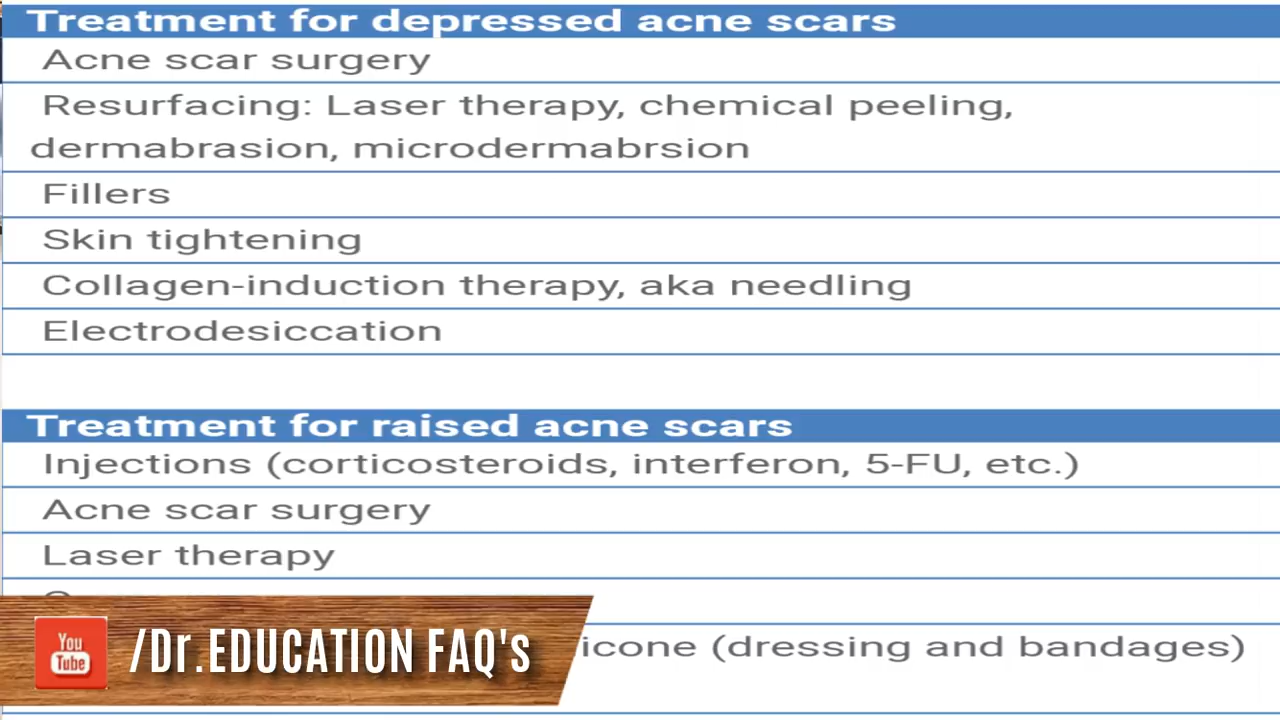 Treatment for depressed acne scars
Acne scar surgery
Resurfacing: Laser therapy, chemical peeling,
dermabrasion, microdermabrsion
Fillers
Skin tightening
Collagen-induction therapy, aka needling
Electrodesiccation
Treatment for raised acne scars
Injections (corticosteroids, interferon, 5-FU, etc.)
Acne scar surgery
Laser therapy
(dressing and bandages)
You
Tube
/Dr.EDUCATION FAQ's